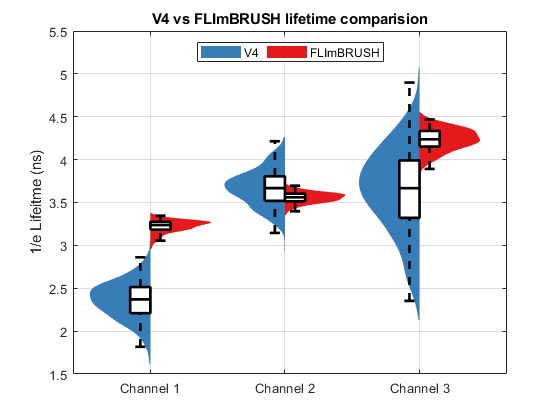 V4 vs FLImBRUSH lifetime comparision
V4 FLImBRUSH
5.5
5
4.5
4
3.5
3
2.5
2
1.5
1/e Lifeitme (ns)
Channel 1 Channel 2 Channel 3